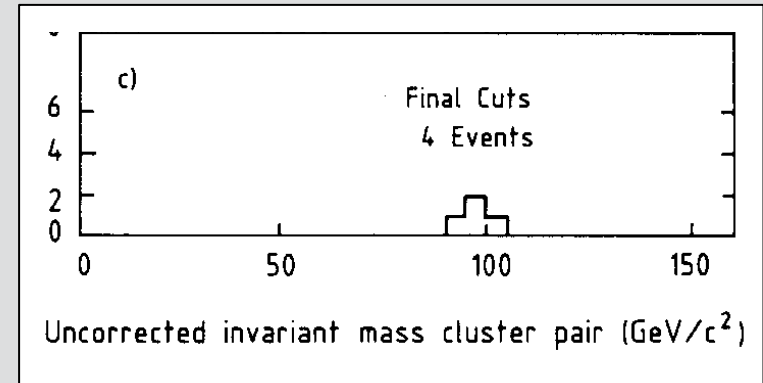 c)
Final Cuts
4 Events
6
4
2
0
0 50 100 150
Uncorrected invariant mass cluster pair (GeV/c²)